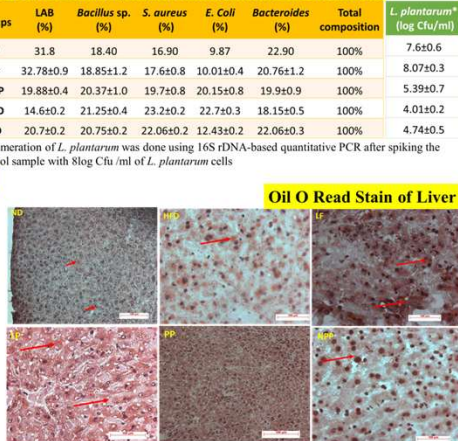 ps LAB Bacillus sp. S. aureus E. Coli Bacteroides Total L. plantarum*
(%) (%) (%) (%) (%) composition (log Cfu/ml)
31.8 18.40 16.90 9.87 22.90 100% 7.6±0.6
32.78±0.9 18.85±1.2 17.6±0.8 10.01±0.4 20.76±1.2 100% 8.07±0.3
P 19.88±0.4 20.37±1.0 19.7±0.8 20.15±0.8 19.9±0.9 100% 5.39±0.7
D 14.6±0.2 21.25±0.4 23.2±0.2 22.7±0.3 18.15±0.5 100% 4.01±0.2
20.7±0.2 20.75±0.2 22.06±0.2 12.43±0.2 22.06±0.3 100% 4.74±0.5
meration of L. plantarum was done using 16S rDNA-based quantitative PCR after spiking the
ol sample with 8log Cfu /ml of L. plantarum cells
Oil O Read Stain of Liver
ND HFD LF
PP NPP